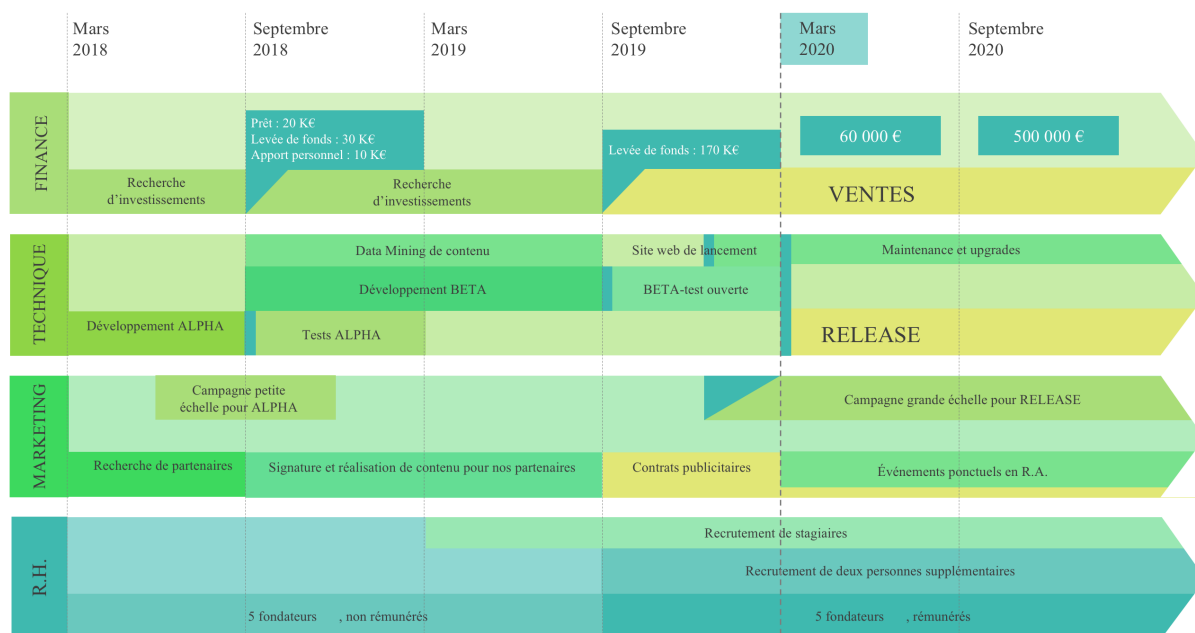 Mars
2018
Septembre
2018
Mars
2019
Septembre
2019
Mars
2020
Septembre
2020
FINANCE
Prêt : 20 K€
Levée de fonds : 30 K€
Apport personnel : 10 K€
Levée de fonds : 170 K€
60 000 €
500 000 €
Recherche
d'investissements
Recherche
d'investissements
VENTES
TECHNIQUE
Data Mining de contenu
Site web de lancement
Maintenance et upgrades
Développement BETA
BETA-test ouverte
Développement ALPHA
Tests ALPHA
RELEASE
MARKETING
Campagne petite
échelle pour ALPHA
Campagne grande échelle pour RELEASE
Recherche de partenaires
Signature et réalisation de contenu pour nos partenaires
Contrats publicitaires
Événements ponctuels en R.A.
R.H.
Recrutement de stagiaires
Recrutement de deux personnes supplémentaires
5 fondateurs , non rémunérés
5 fondateurs , rémunérés